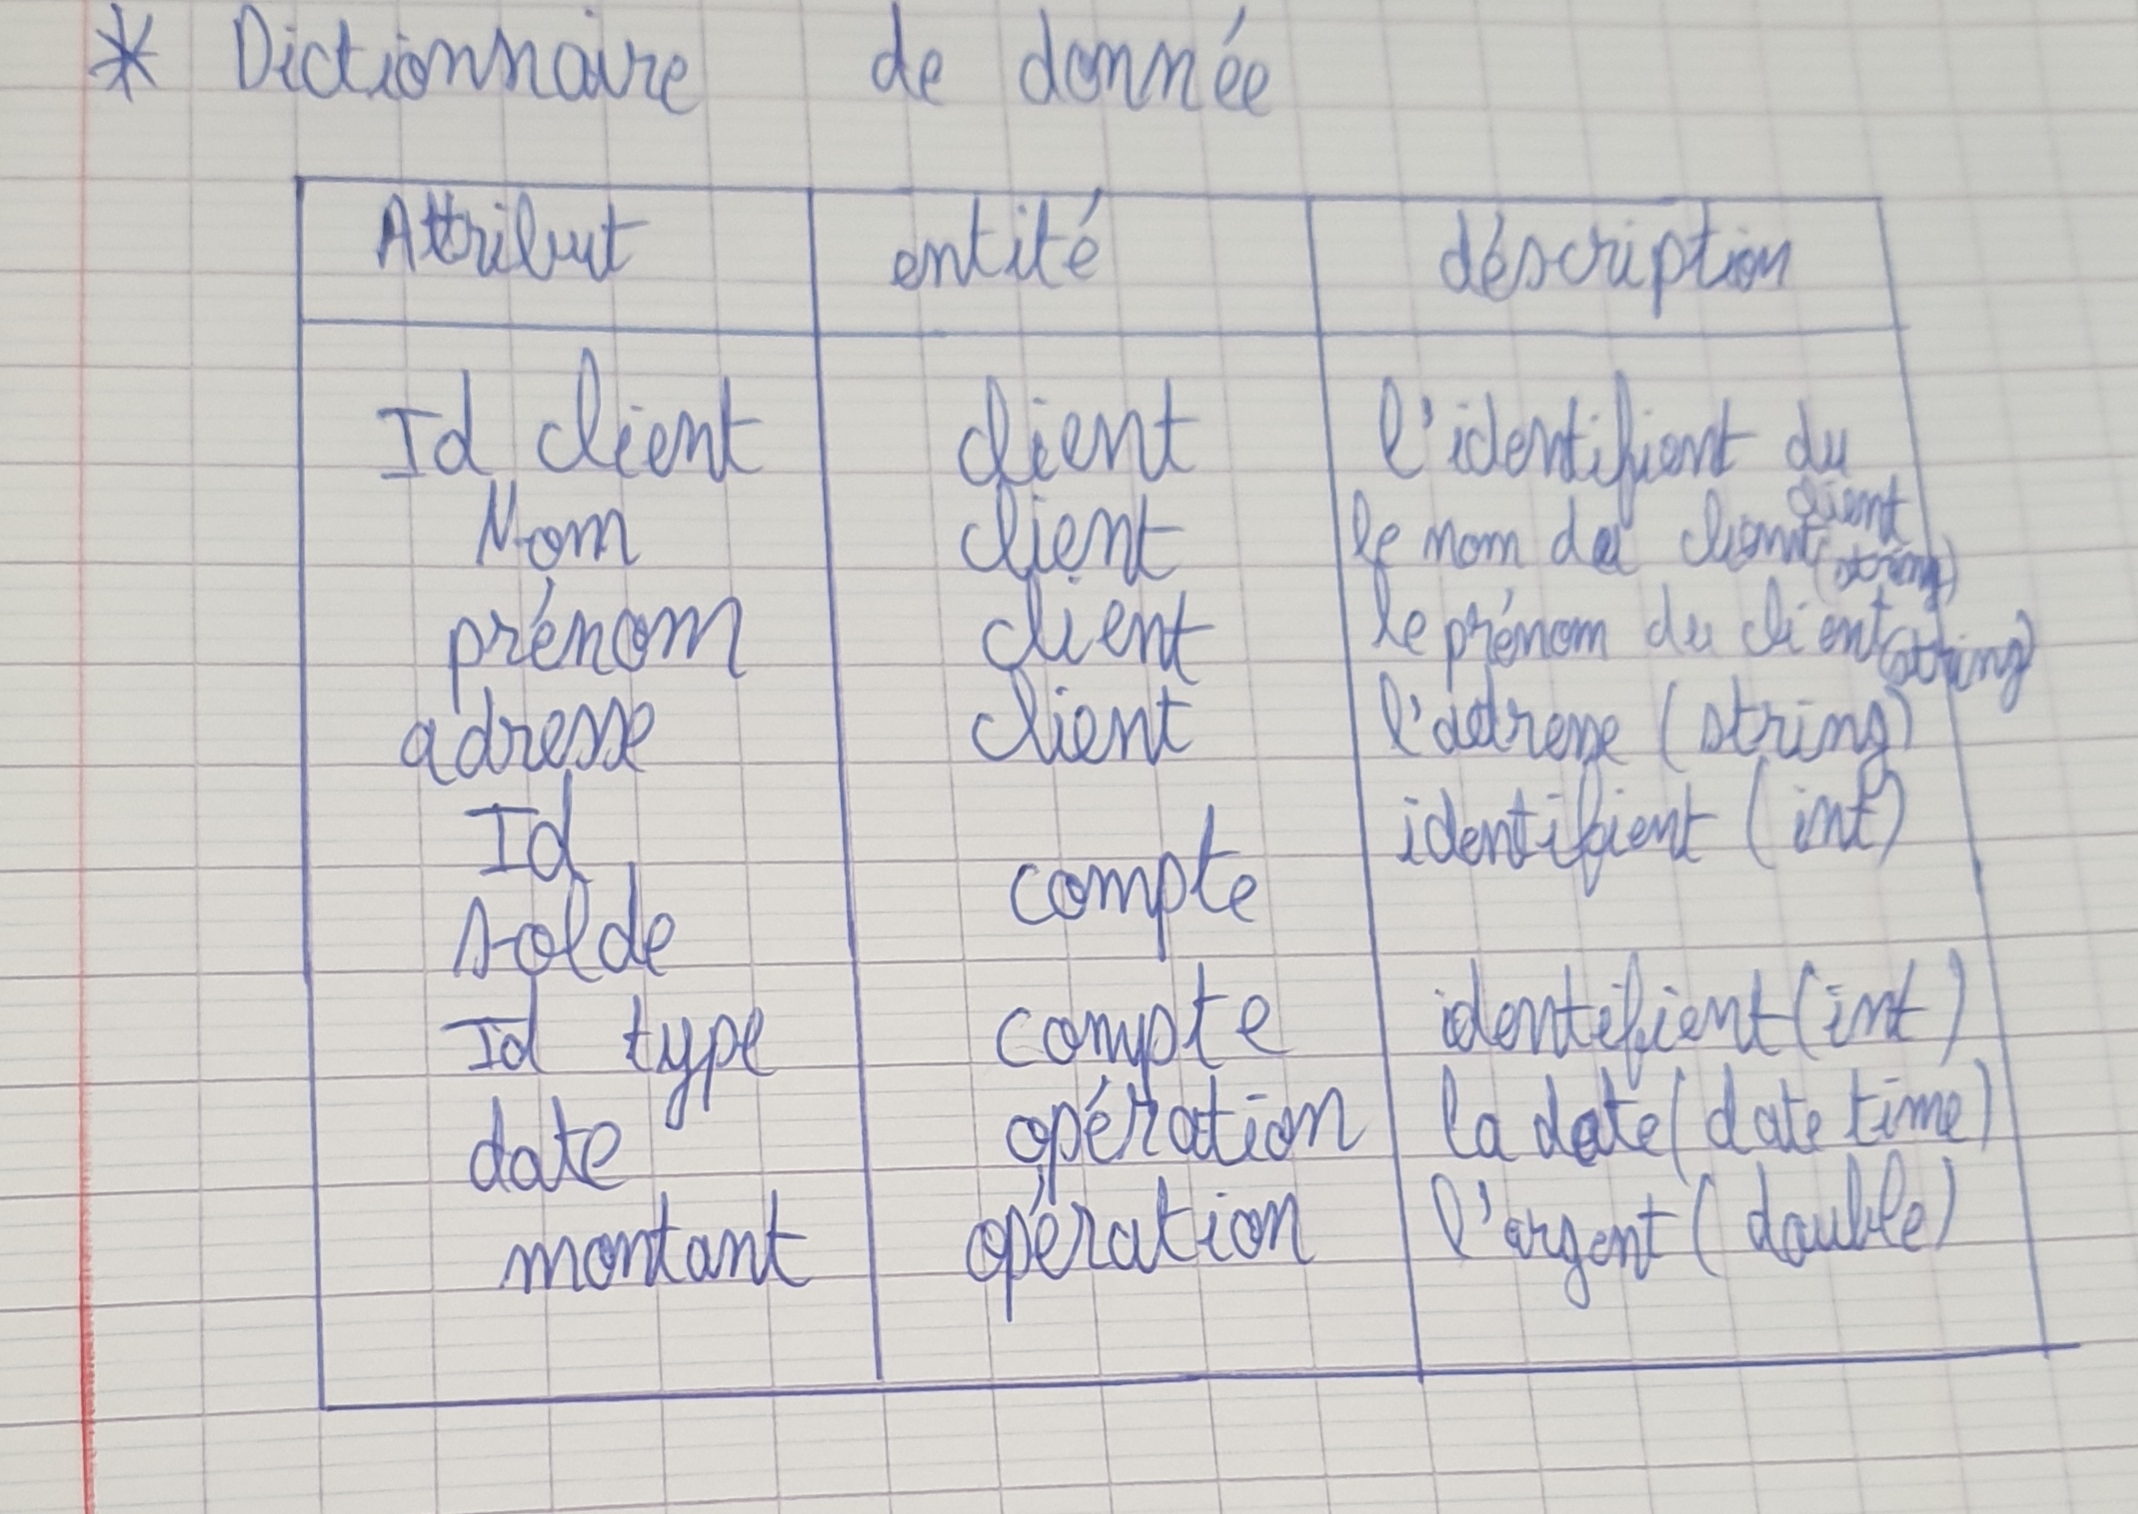 * Dictionnaire de donnée
Attribut entité déscription
Id client client l'identifient du client
Nom client le nom du client (string)
prénom client le prénom du client (string)
adresse client l'adresse (string)
Id identifient (int)
compte
solde
Id type compte identifient (int)
date opération la date (date time)
montant opération l'argent (double)